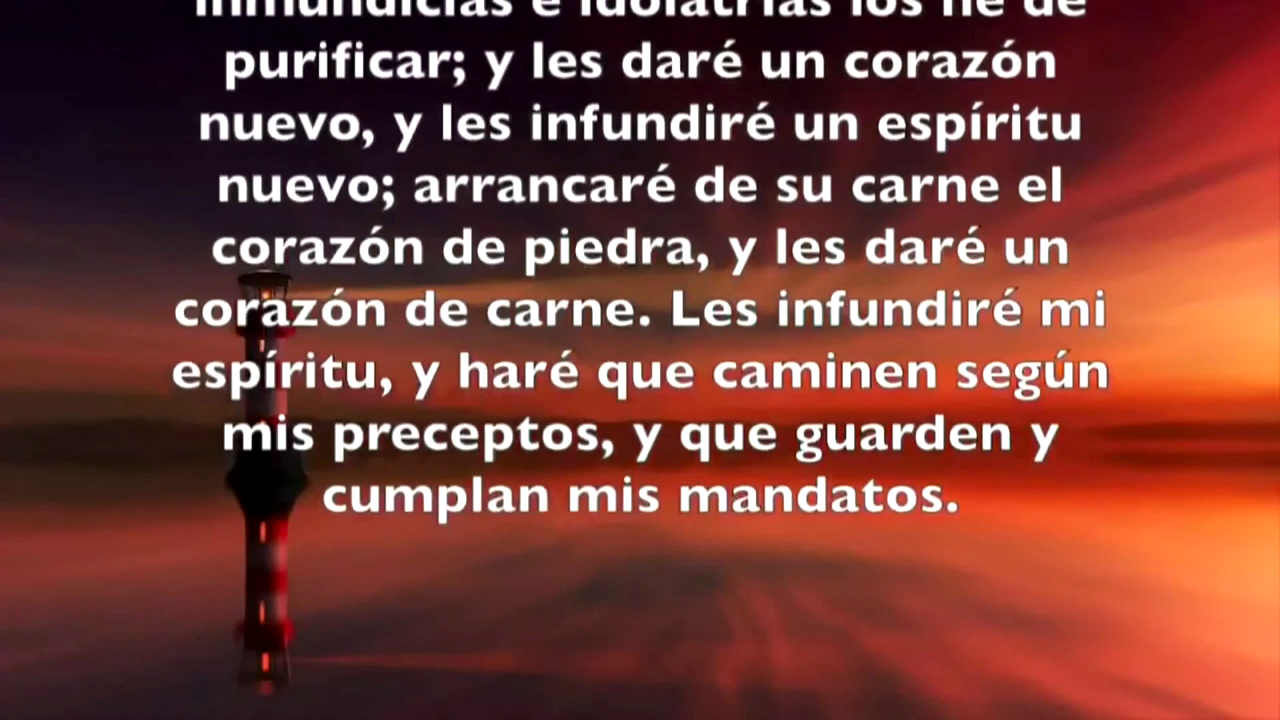 inmundicias e idolatrías los he de
purificar; y les daré un corazón
nuevo, y les infundiré un espíritu
nuevo; arrancaré de su carne el
corazón de piedra, y les daré un
corazón de carne. Les infundiré mi
espíritu, y haré que caminen según
mis preceptos, y que guarden y
cumplan mis mandatos.